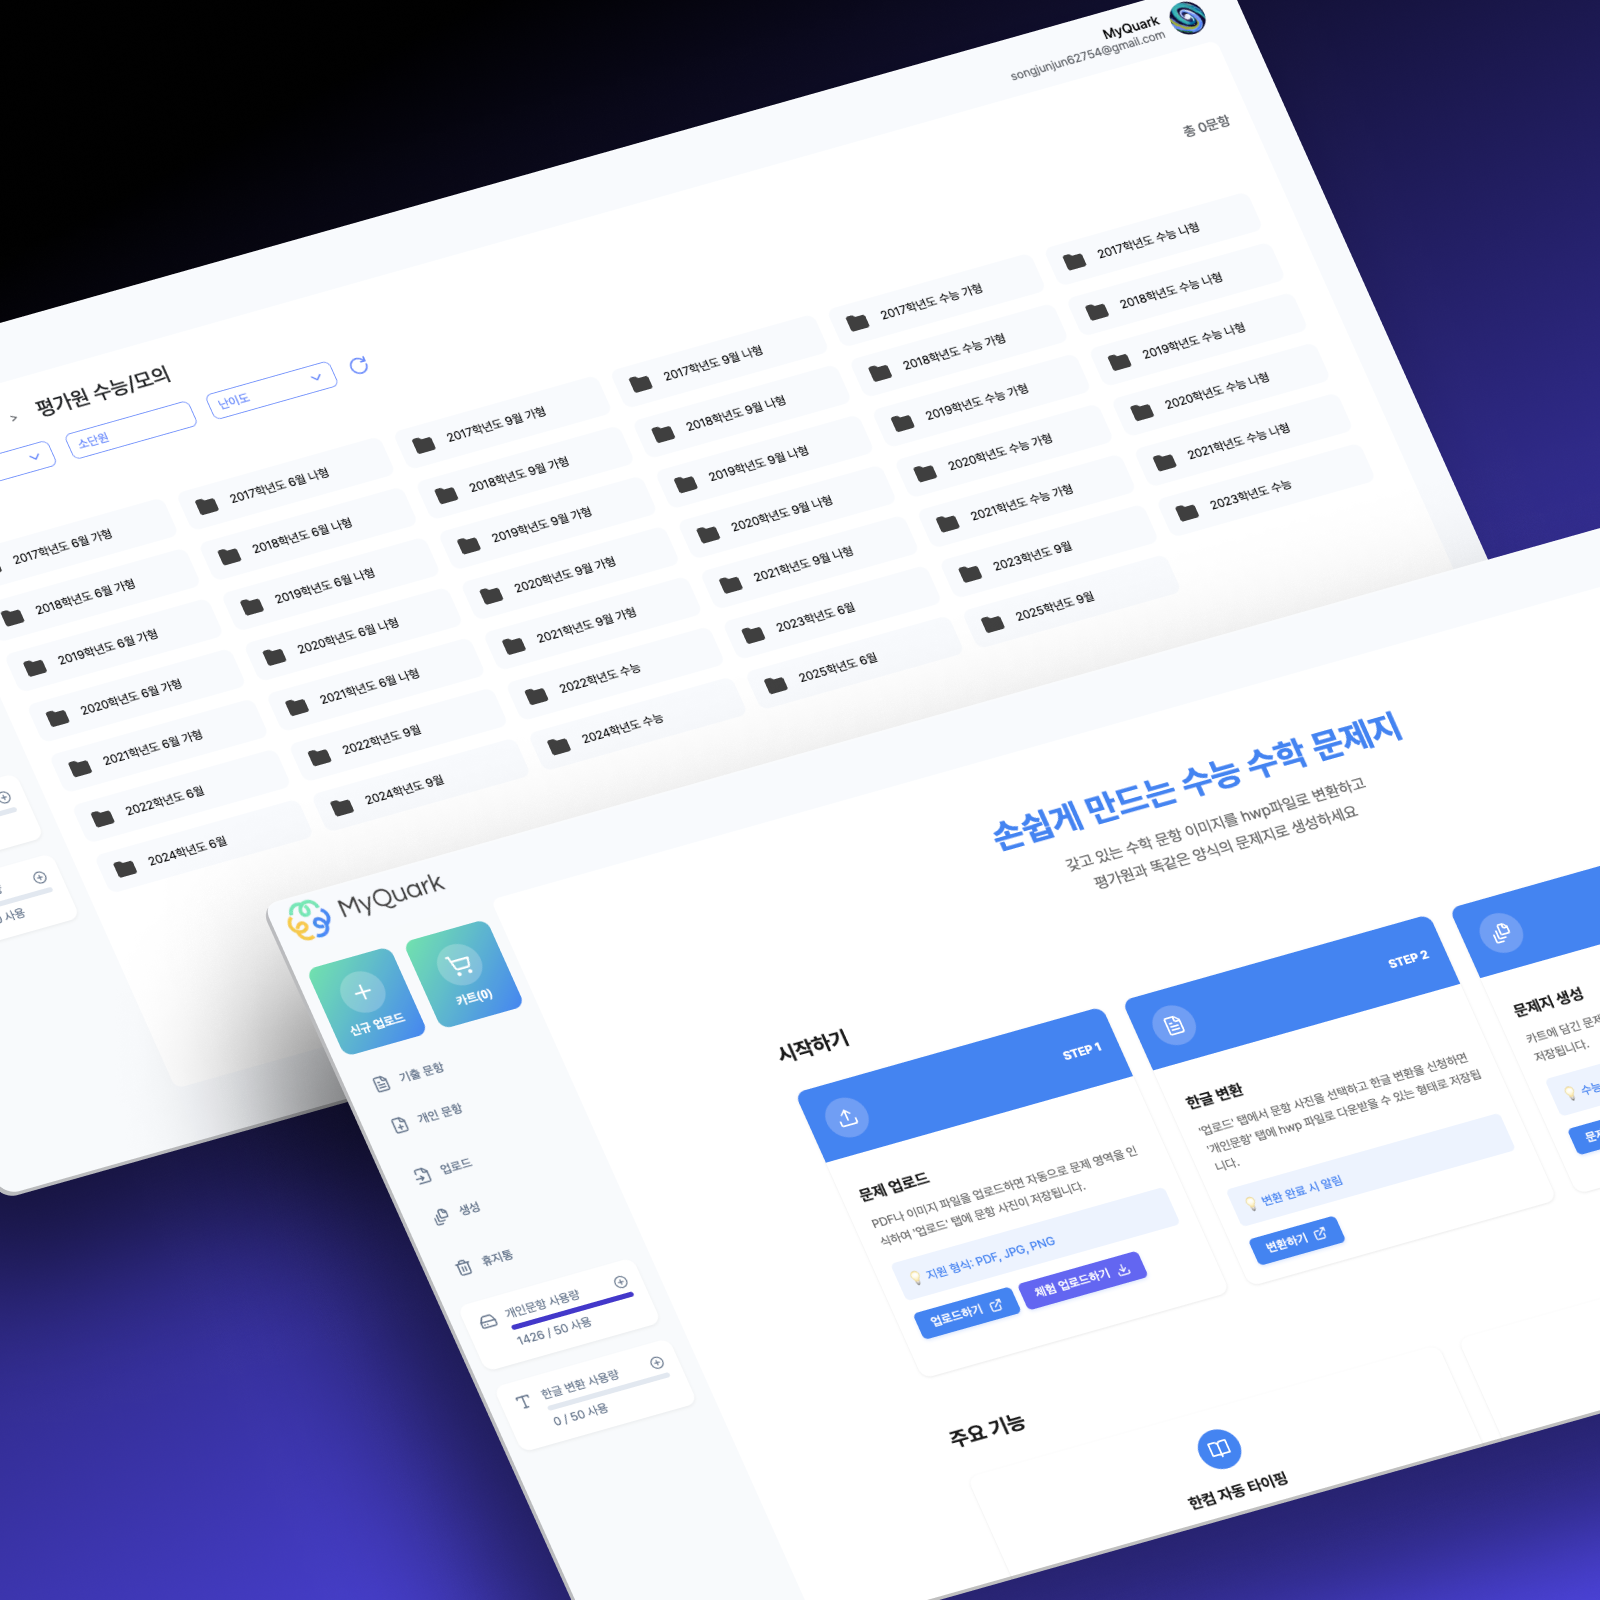 MyQuark
songjunjun62754@gmail.com
총 0문항
> 평가원 수능/모의
소단원
난이도
2017학년도 6월 가형
2017학년도 6월 나형
2017학년도 9월 가형
2017학년도 9월 나형
2017학년도 수능 가형
2017학년도 수능 나형
2018학년도 6월 가형
2018학년도 6월 나형
2018학년도 9월 가형
2018학년도 9월 나형
2018학년도 수능 가형
2018학년도 수능 나형
2019학년도 6월 가형
2019학년도 6월 나형
2019학년도 9월 가형
2019학년도 9월 나형
2019학년도 수능 가형
2019학년도 수능 나형
2020학년도 6월 가형
2020학년도 6월 나형
2020학년도 9월 가형
2020학년도 9월 나형
2020학년도 수능 가형
2020학년도 수능 나형
2021학년도 6월 가형
2021학년도 6월 나형
2021학년도 9월 가형
2021학년도 9월 나형
2021학년도 수능 가형
2021학년도 수능 나형
2022학년도 6월
2022학년도 9월
2022학년도 수능
2023학년도 6월
2023학년도 9월
2023학년도 수능
2024학년도 6월
2024학년도 9월
2024학년도 수능
2025학년도 6월
2025학년도 9월
사용
MyQuark
신규 업로드
카트(0)
기출 문항
개인 문항
업로드
생성
휴지통
개인문항 사용량
1426 / 50 사용
한글 변환 사용량
0 / 50 사용
손쉽게 만드는 수능 수학 문제지
갖고 있는 수학 문항 이미지를 hwp파일로 변환하고
평가원과 똑같은 양식의 문제지로 생성하세요
시작하기
STEP 1
문제 업로드
PDF나 이미지 파일을 업로드하면 자동으로 문제 영역을 인
식하여 '업로드' 탭에 문항 사진이 저장됩니다.
지원 형식: PDF, JPG, PNG
업로드하기
체험 업로드하기
STEP 2
한글 변환
'업로드' 탭에서 문항 사진을 선택하고 한글 변환을 신청하면
'개인문항' 탭에 hwp 파일로 다운받을 수 있는 형태로 저장됩
니다.
변환 완료 시 알림
변환하기
문제지 생성
카트에 담긴 문제
저장됩니다.
수능
문제
주요 기능
한컴 자동 타이핑